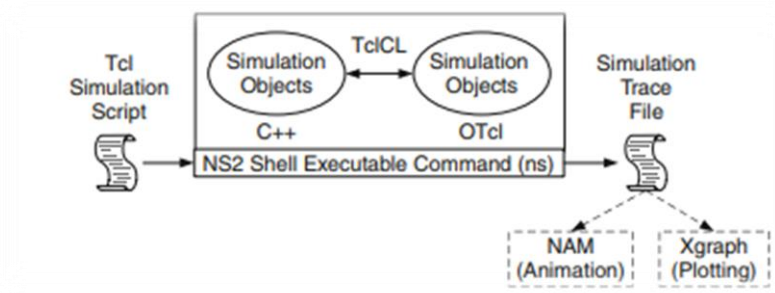 Tcl
Simulation
Script
Simulation
Objects
C++
TclCL
Simulation
Objects
OTcl
NS2 Shell Executable Command (ns)
Simulation
Trace
File
NAM
(Animation)
Xgraph
(Plotting)